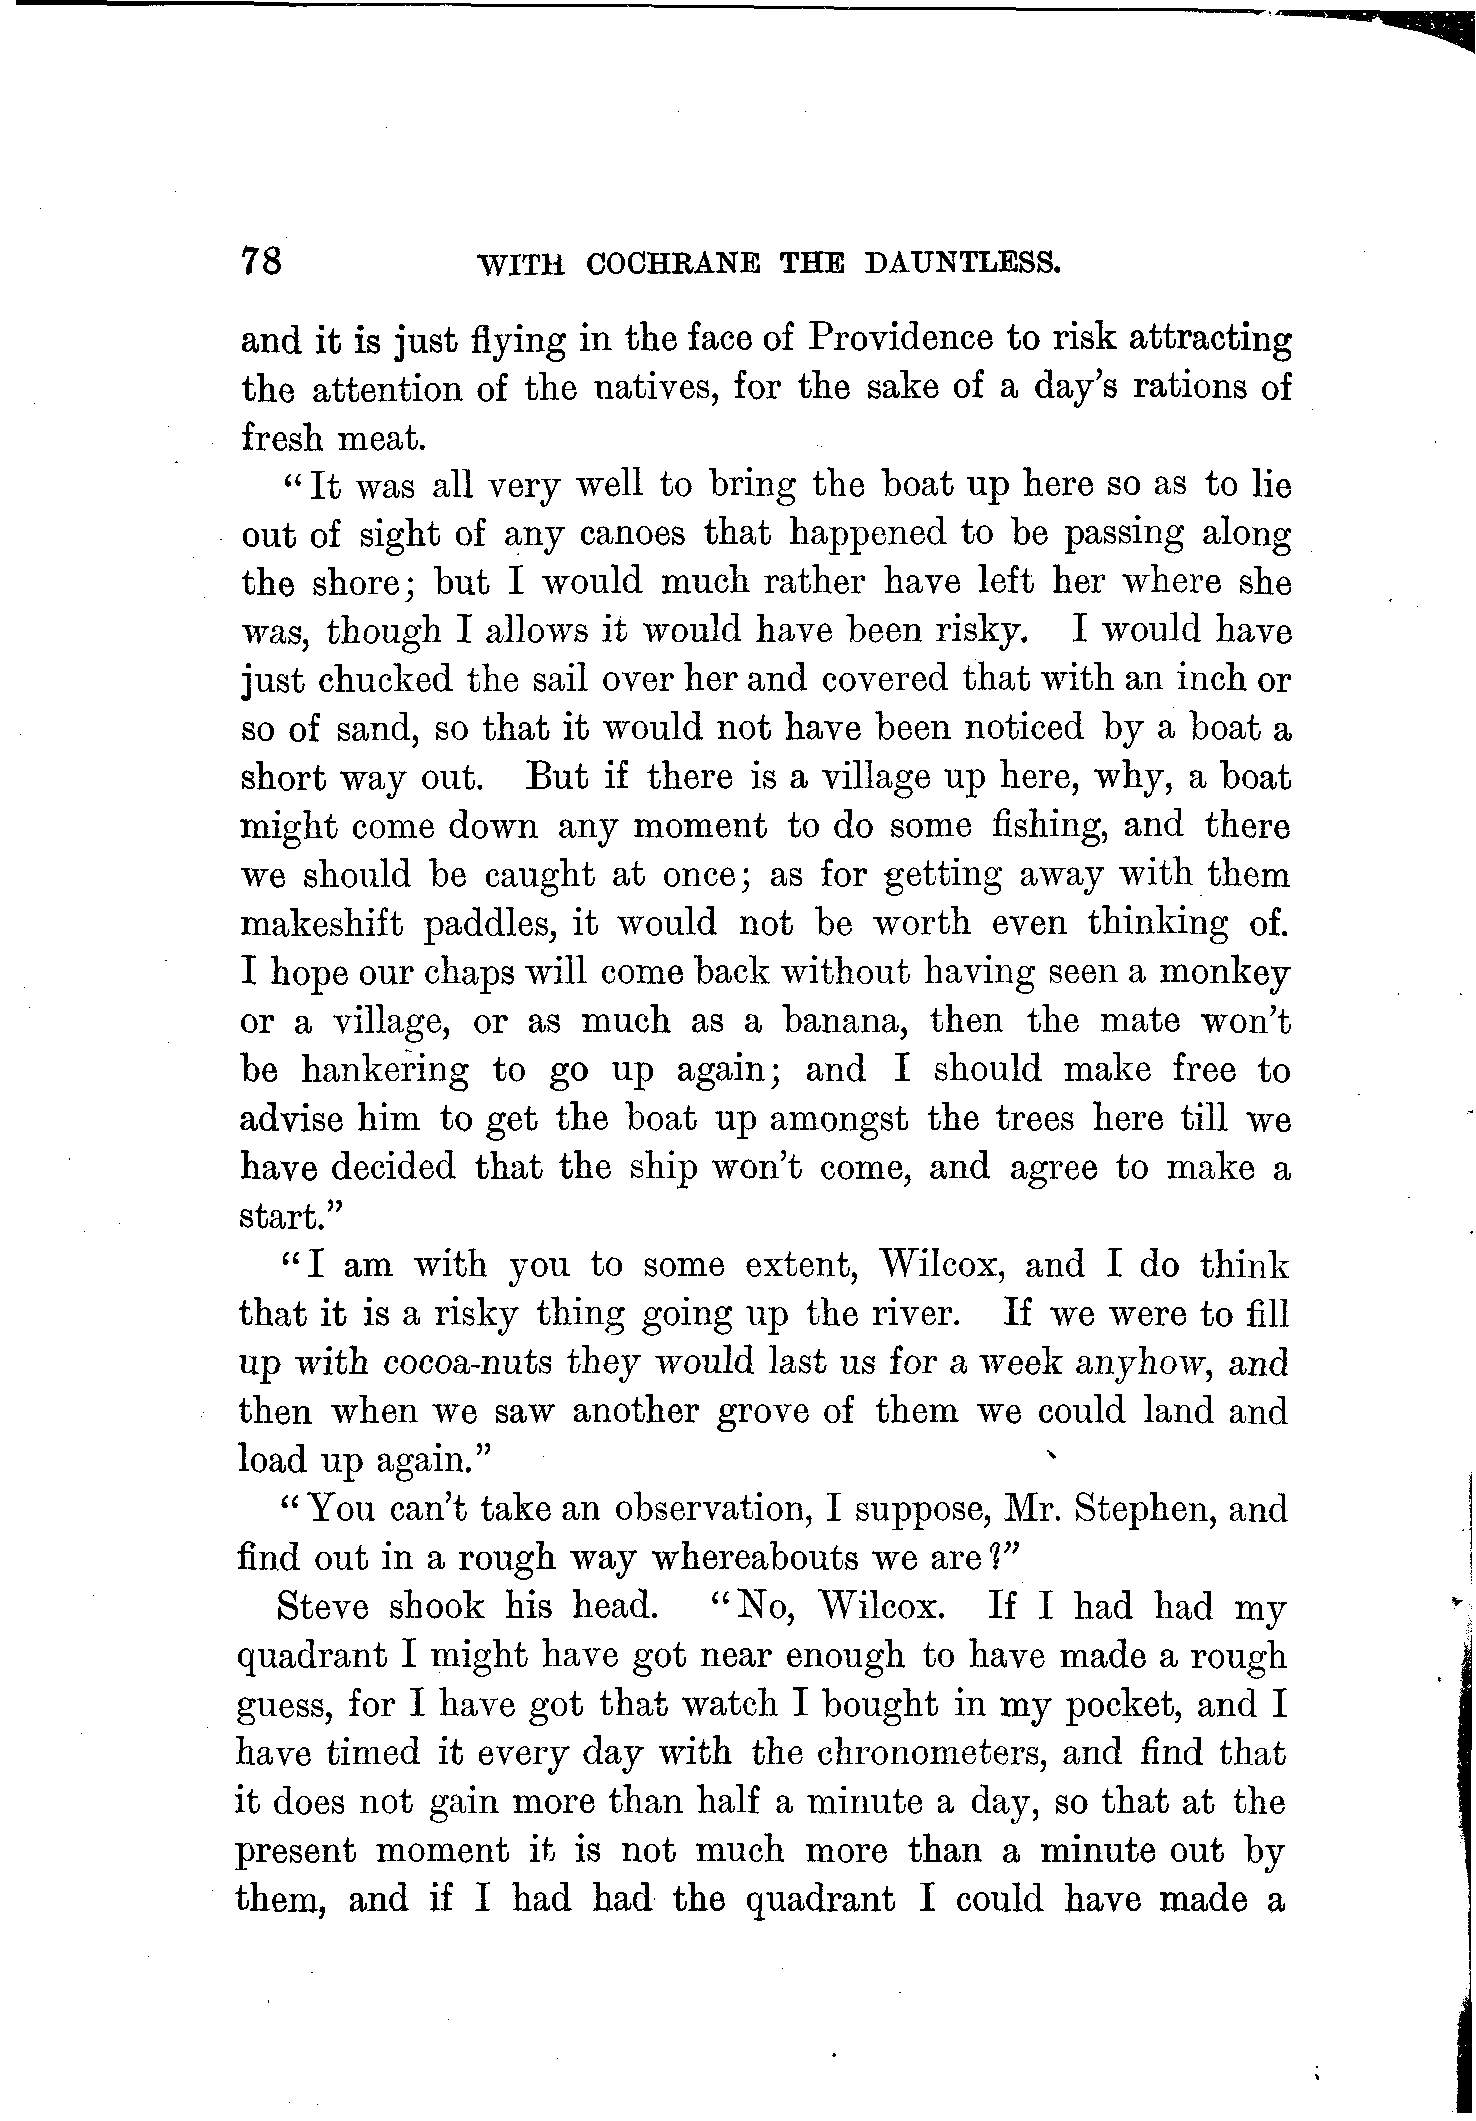 78 WITH COCHRANE THE DAUNTLESS.
and it is just flying in the face of Providence to risk attracting
the attention of the natives, for the sake of a day's rations of
fresh meat.
"It was all very well to bring the boat up here so as to lie
out of sight of any canoes that happened to be passing along
the shore; but I would much rather have left her where she
was, though I allows it would have been risky. I would have
just chucked the sail over her and covered that with an inch or
so of sand, so that it would not have been noticed by a boat a
short way out. But if there is a village up here, why, a boat
might come down any moment to do some fishing, and there
we should be caught at once; as for getting away with them
makeshift paddles, it would not be worth even thinking of.
I hope our chaps will come back without having seen a monkey
or a village, or as much as a banana, then the mate won't
be hankering to go up again; and I should make free to
advise him to get the boat up amongst the trees here till we
have decided that the ship won't come, and agree to make a
start."
"I am with you to some extent, Wilcox, and I do think
that it is a risky thing going up the river. If we were to fill
up with cocoa-nuts they would last us for a week anyhow, and
then when we saw another grove of them we could land and
load up again."
"You can't take an observation, I suppose, Mr. Stephen, and
find out in a rough way whereabouts we are?"
Steve shook his head. "No, Wilcox. If I had had my
quadrant I might have got near enough to have made a rough
guess, for I have got that watch I bought in my pocket, and I
have timed it every day with the chronometers, and find that
it does not gain more than half a minute a day, so that at the
present moment it is not much more than a minute out by
them, and if I had had the quadrant I could have made a